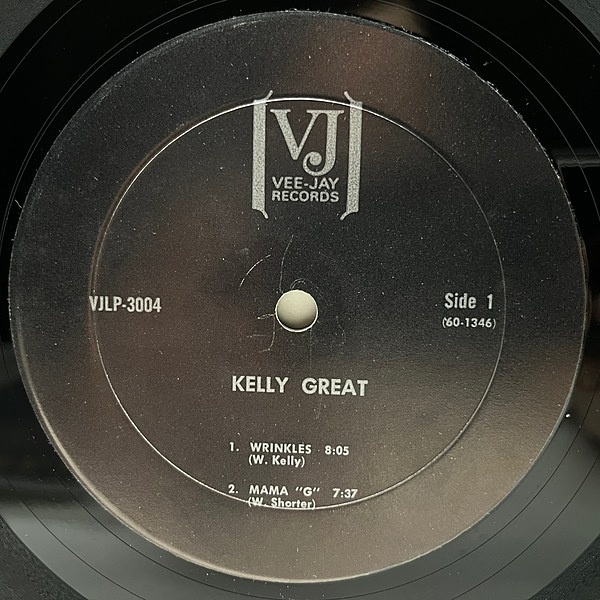 VJ
VEE-JAY
RECORDS
VJLP-3004
Side 1
(60-1346)
KELLY GREAT
1. WRINKLES 8:05
(W. Kelly)
2. MAMA "G" 7:37
(W. Shorter)